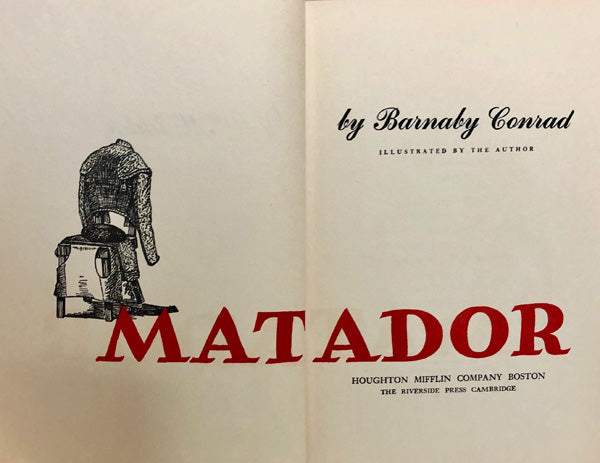 by Barnaby Conrad
ILLUSTRATED BY THE AUTHOR
MATADOR
HOUGHTON MIFFLIN COMPANY BOSTON
THE RIVERSIDE PRESS CAMBRIDGE